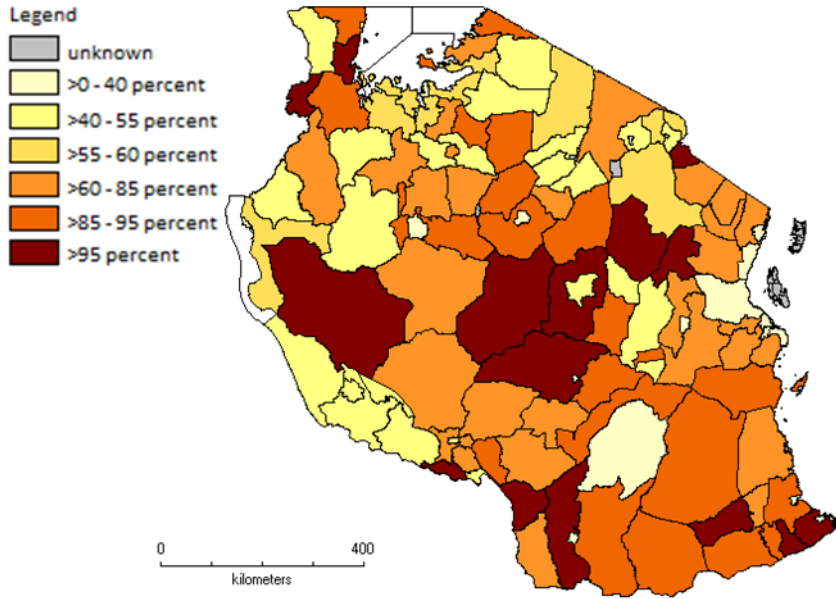 Legend
unknown
>0 - 40 percent
>40 - 55 percent
>55 - 60 percent
>60 - 85 percent
>85 - 95 percent
>95 percent
0 400
kilometers